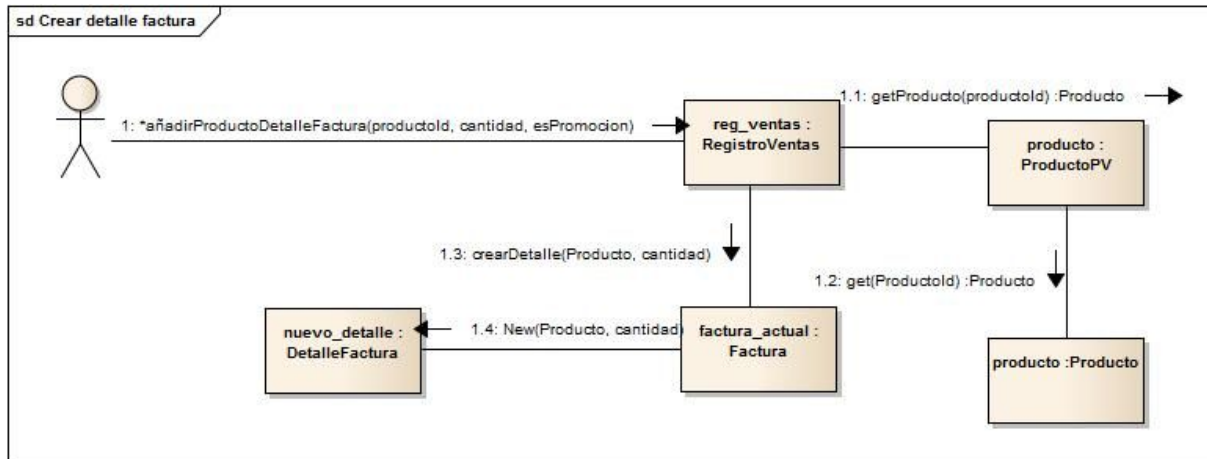 sd Crear detalle factura
1: *añadirProductoDetalleFactura(productoId, cantidad, esPromocion)
reg_ventas :
RegistroVentas
1.1: getProducto(productoId) :Producto
producto :
ProductoPV
1.3: crearDetalle(Producto, cantidad)
1.2: get(ProductoId) :Producto
nuevo_detalle :
DetalleFactura
1.4: New(Producto, cantidad)
factura_actual :
Factura
producto :Producto